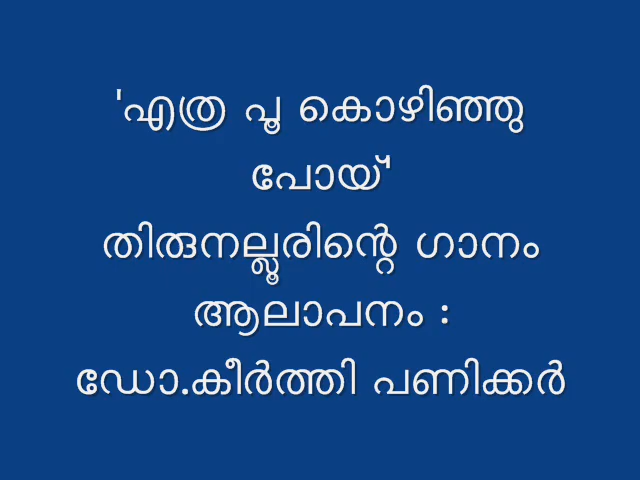 'എത്ര പൂ കൊഴിഞ്ഞു
പോയ്'
തിരുനല്ലൂരിന്റെ ഗാനം
ആലാപനം :
ഡോ.കീർത്തി പണിക്കർ